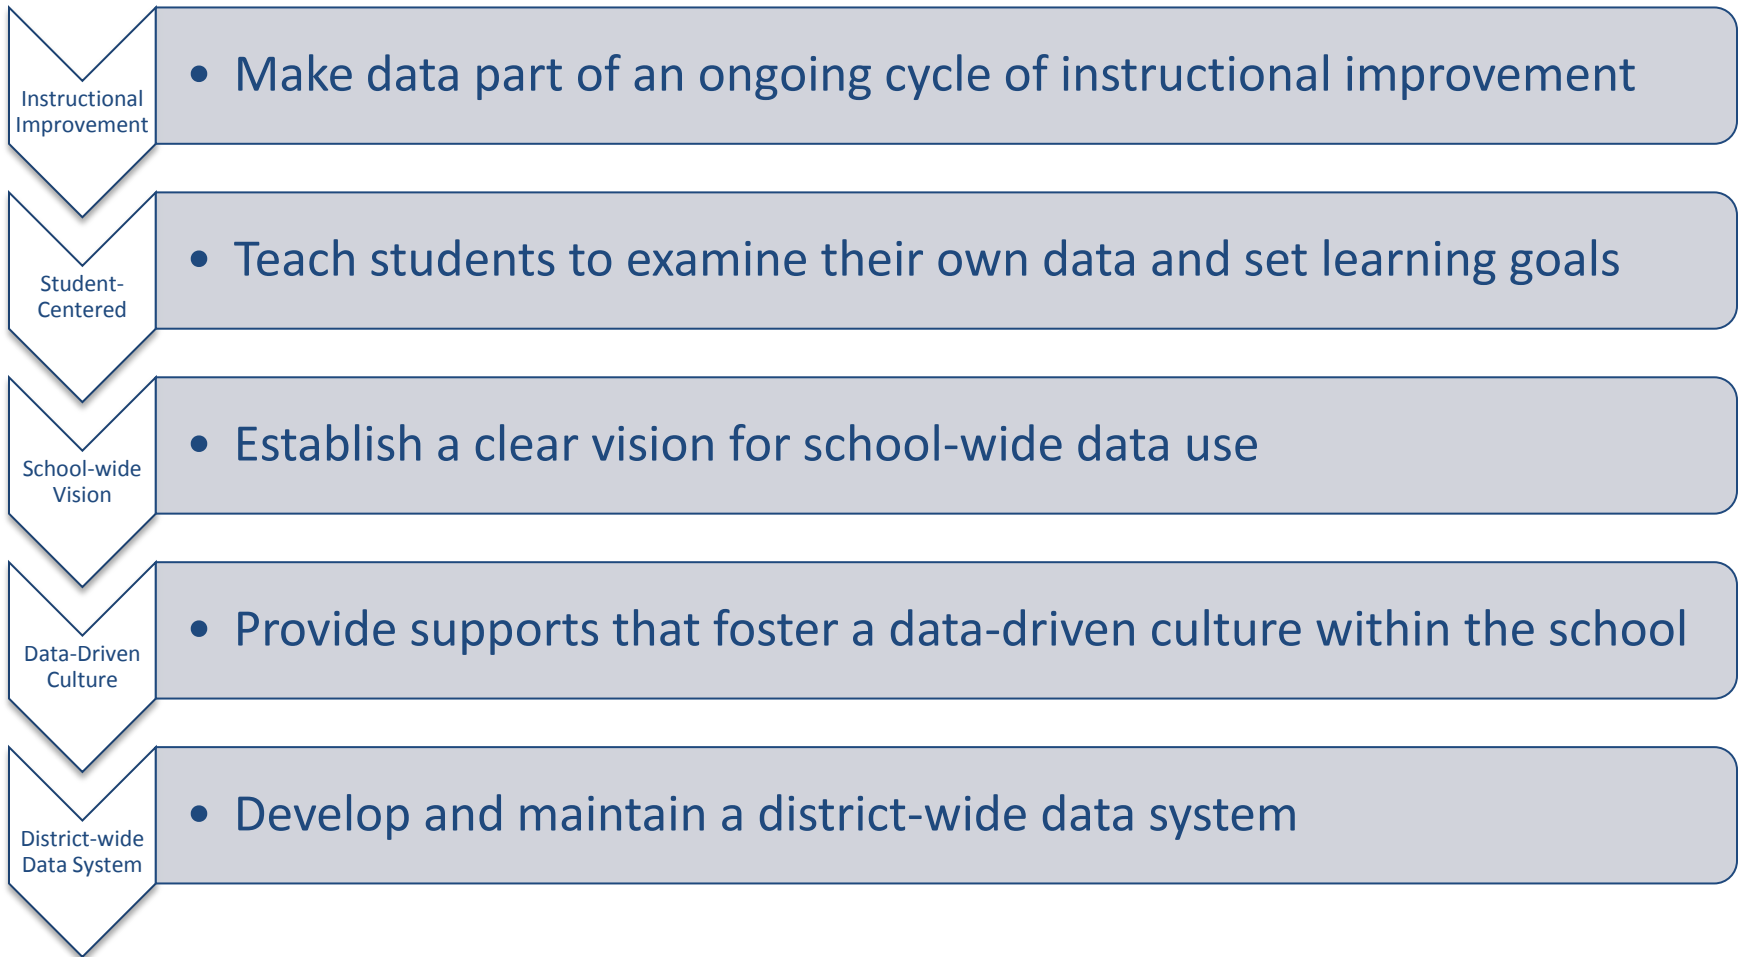 Instructional
Improvement
• Make data part of an ongoing cycle of instructional improvement
Student-
Centered
• Teach students to examine their own data and set learning goals
School-wide
Vision
• Establish a clear vision for school-wide data use
Data-Driven
Culture
• Provide supports that foster a data-driven culture within the school
District-wide
Data System
• Develop and maintain a district-wide data system